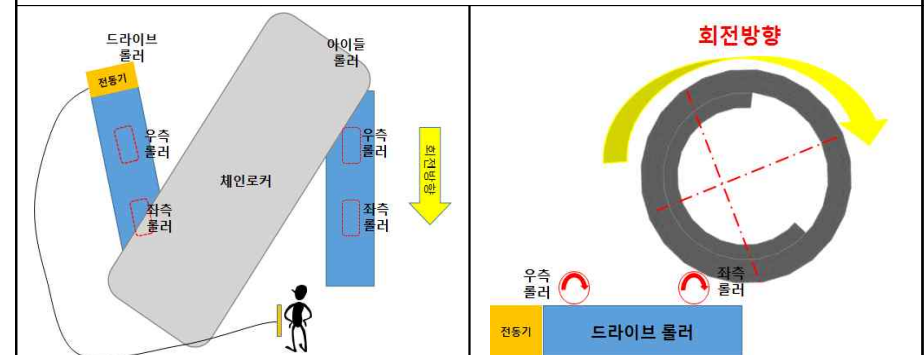 드라이브
롤러
아이들
롤러
전동기
우측
롤러
우측
롤러
회전방향
체인로커
좌측
롤러
좌측
롤러
회전방향
우측
롤러
좌측
롤러
전동기
드라이브 롤러